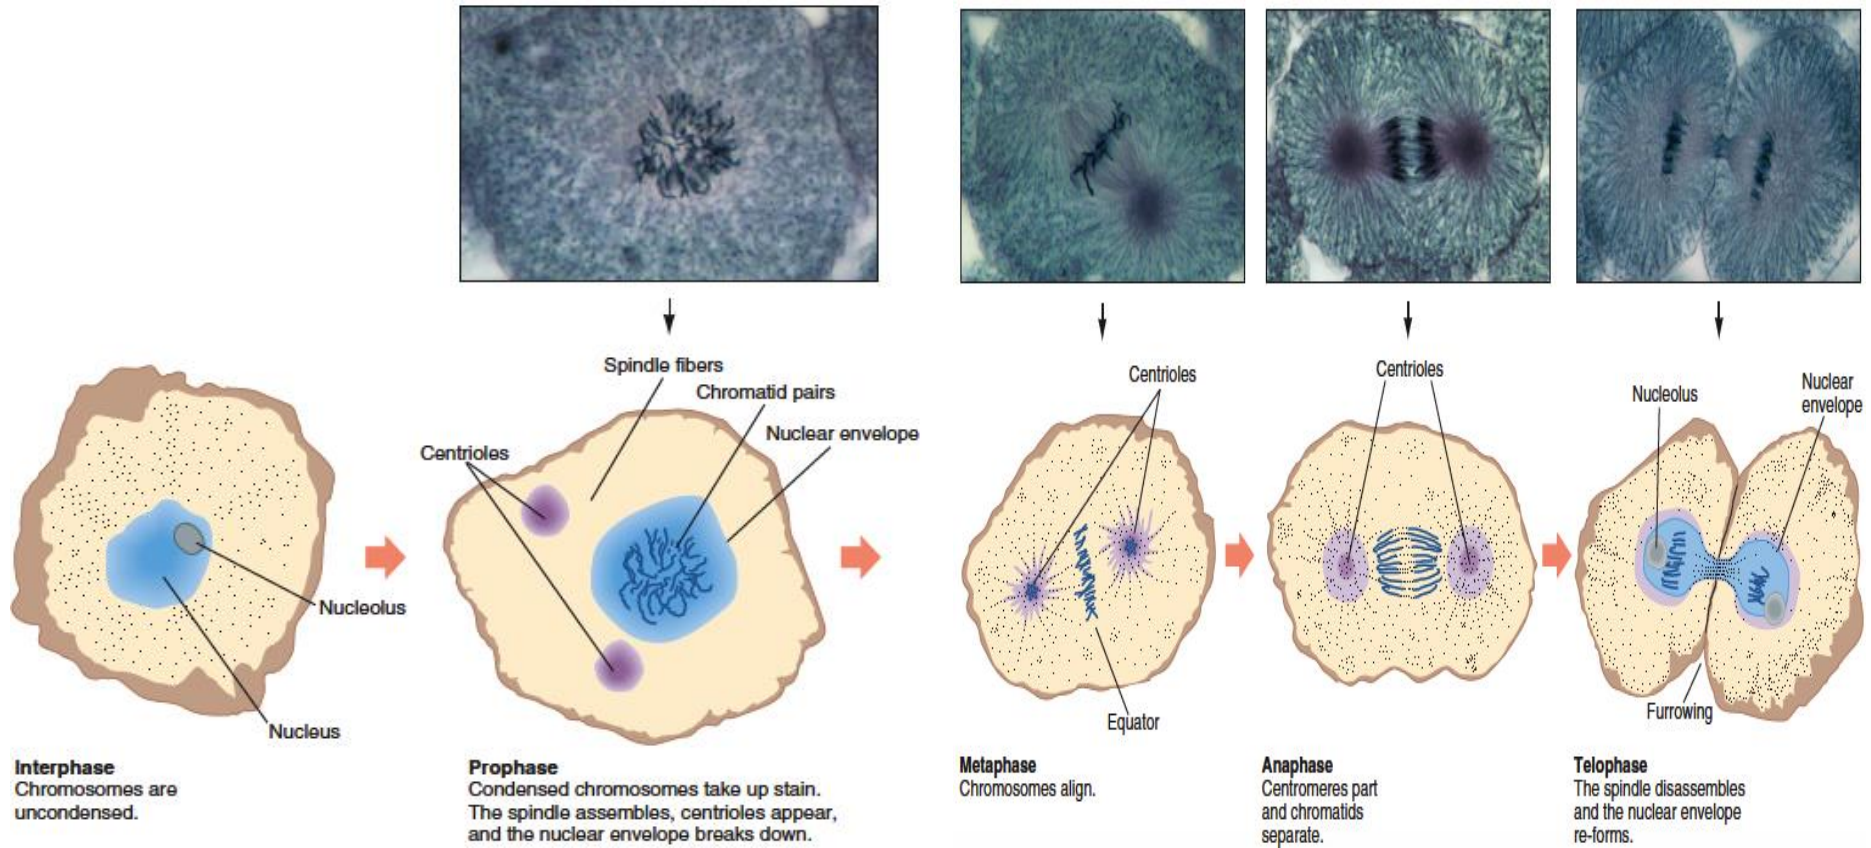 Spindle fibers
Chromatid pairs
Nuclear envelope
Centrioles
Centrioles
Centrioles
Nucleolus
Nuclear
envelope
Nucleolus
Nucleus
Equator
Furrowing
Interphase
Chromosomes are
uncondensed.
Prophase
Condensed chromosomes take up stain.
The spindle assembles, centrioles appear,
and the nuclear envelope breaks down.
Metaphase
Chromosomes align.
Anaphase
Centromeres part
and chromatids
separate.
Telophase
The spindle disassembles
and the nuclear envelope
re-forms.